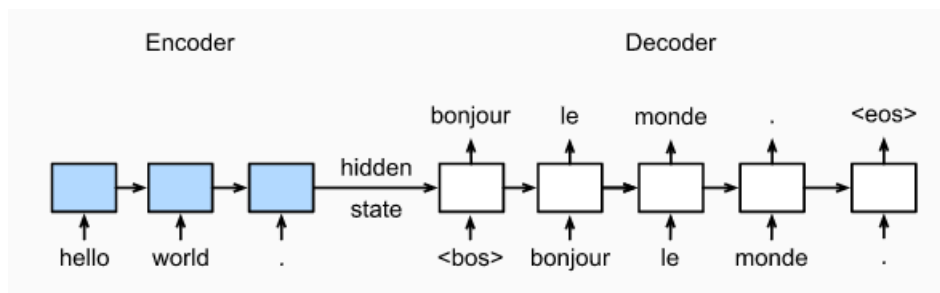 Encoder Decoder
bonjour le monde . <eos>
hidden
state
hello world . <bos> bonjour le monde .